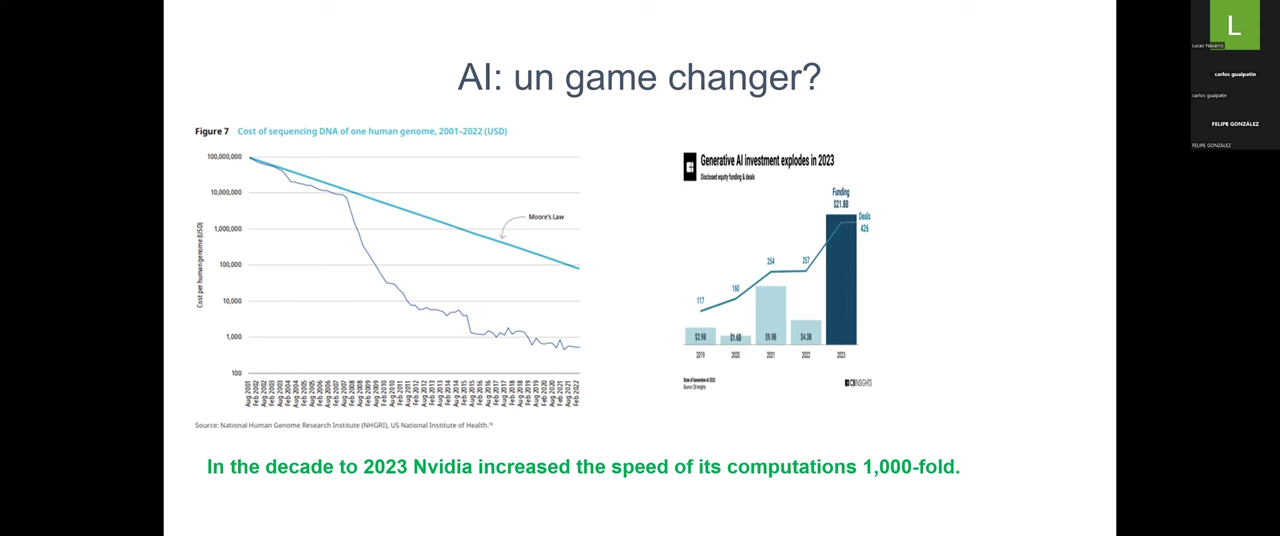 AI: un game changer?
Figure 7 Cost of sequencing DNA of one human genome, 2001–2022 (USD)
Cost per human genome (USD)
100,000,000
10,000,000
1,000,000
100,000
10,000
1,000
100
Moore's Law
Aug 2001
Feb 2002
Aug 2002
Feb 2003
Aug 2003
Feb 2004
Aug 2004
Feb 2005
Aug 2005
Feb 2006
Aug 2006
Feb 2007
Aug 2007
Feb 2008
Aug 2008
Feb 2009
Aug 2009
Feb 2010
Aug 2010
Feb 2011
Aug 2011
Feb 2012
Aug 2012
Feb 2013
Aug 2013
Feb 2014
Aug 2014
Feb 2015
Aug 2015
Feb 2016
Aug 2016
Feb 2017
Aug 2017
Feb 2018
Aug 2018
Feb 2019
Aug 2019
Feb 2020
Aug 2020
Feb 2021
Aug 2021
Feb 2022
Source: National Human Genome Research Institute (NHGRI), US National Institute of Health.
Generative AI investment explodes in 2023
Disclosed equity funding & deals
Funding
$21.8B
Deals
426
117
160
254
257
$2.9B
$1.6B
$9.9B
$4.3B
2019
2020
2021
2022
2023
State of Generative AI 2023
Source: CB Insights
CBINSIGHTS
In the decade to 2023 Nvidia increased the speed of its computations 1,000-fold.
L
Lucas Navarro
carlos guaipatin
carlos guaipatin
FELIPE GONZÁLEZ
FELIPE GONZÁLEZ